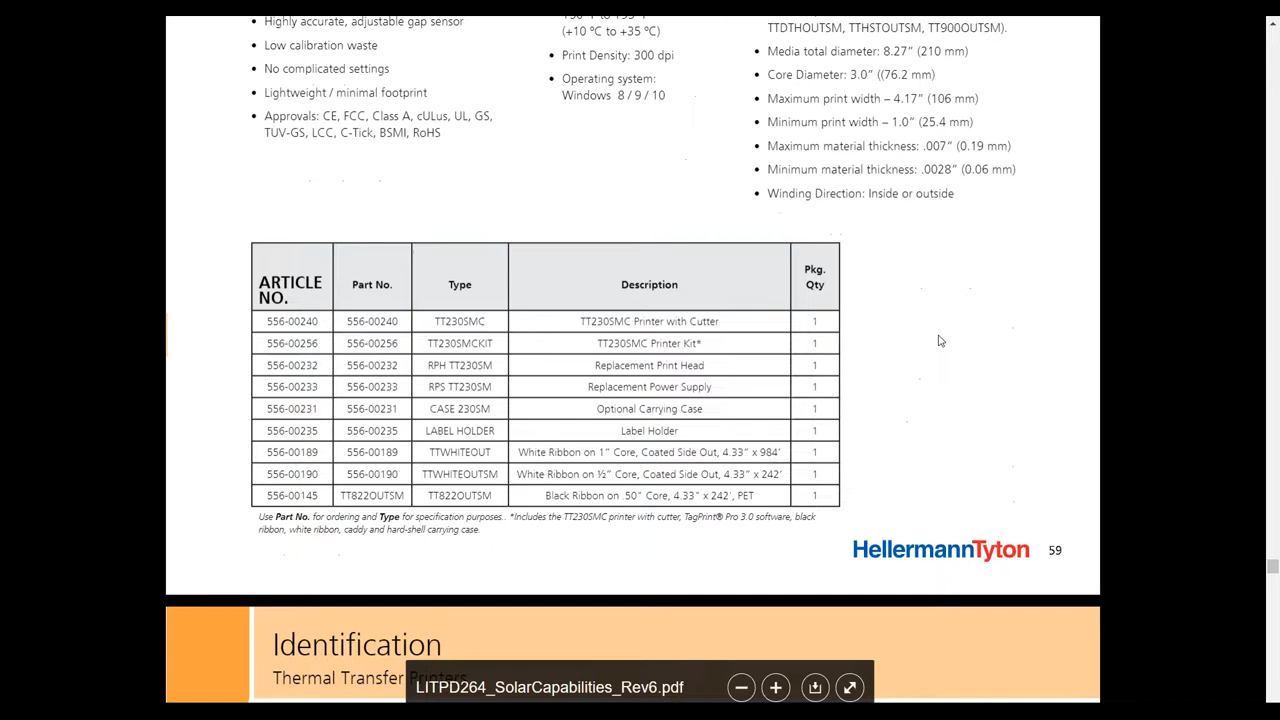 • Highly accurate, adjustable gap sensor
• Low calibration waste
• No complicated settings
• Lightweight / minimal footprint
• Approvals: CE, FCC, Class A, cULus, UL, GS,
TUV-GS, LCC, C-Tick, BSMI, RoHS
(+10 ºC to +35 ºC)
• Print Density: 300 dpi
• Operating system:
Windows 8 / 9 / 10
TTDTHOUTSM, TTHSTOUTSM, TT900OUTSM).
• Media total diameter: 8.27” (210 mm)
• Core Diameter: 3.0” ((76.2 mm)
• Maximum print width – 4.17” (106 mm)
• Minimum print width – 1.0” (25.4 mm)
• Maximum material thickness: .007” (0.19 mm)
• Minimum material thickness: .0028” (0.06 mm)
• Winding Direction: Inside or outside
ARTICLE NO. Part No. Type Description Pkg. Qty
556-00240 556-00240 TT230SMC TT230SMC Printer with Cutter 1
556-00256 556-00256 TT230SMCKIT TT230SMC Printer Kit* 1
556-00232 556-00232 RPH TT230SM Replacement Print Head 1
556-00233 556-00233 RPS TT230SM Replacement Power Supply 1
556-00231 556-00231 CASE 230SM Optional Carrying Case 1
556-00235 556-00235 LABEL HOLDER Label Holder 1
556-00189 556-00189 TTWHITEOUT White Ribbon on 1” Core, Coated Side Out, 4.33” x 984’ 1
556-00190 556-00190 TTWHITEOUTSM White Ribbon on ½” Core, Coated Side Out, 4.33” x 242’ 1
556-00145 TT822OUTSM TT822OUTSM Black Ribbon on .50" Core, 4.33" x 242', PET 1
Use Part No. for ordering and Type for specification purposes.. *Includes the TT230SMC printer with cutter, TagPrint® Pro 3.0 software, black
ribbon, white ribbon, caddy and hard-shell carrying case.
HellermannTyton 59
Identification
Thermal Transfer Printers
LITPD264_SolarCapabilities_Rev6.pdf